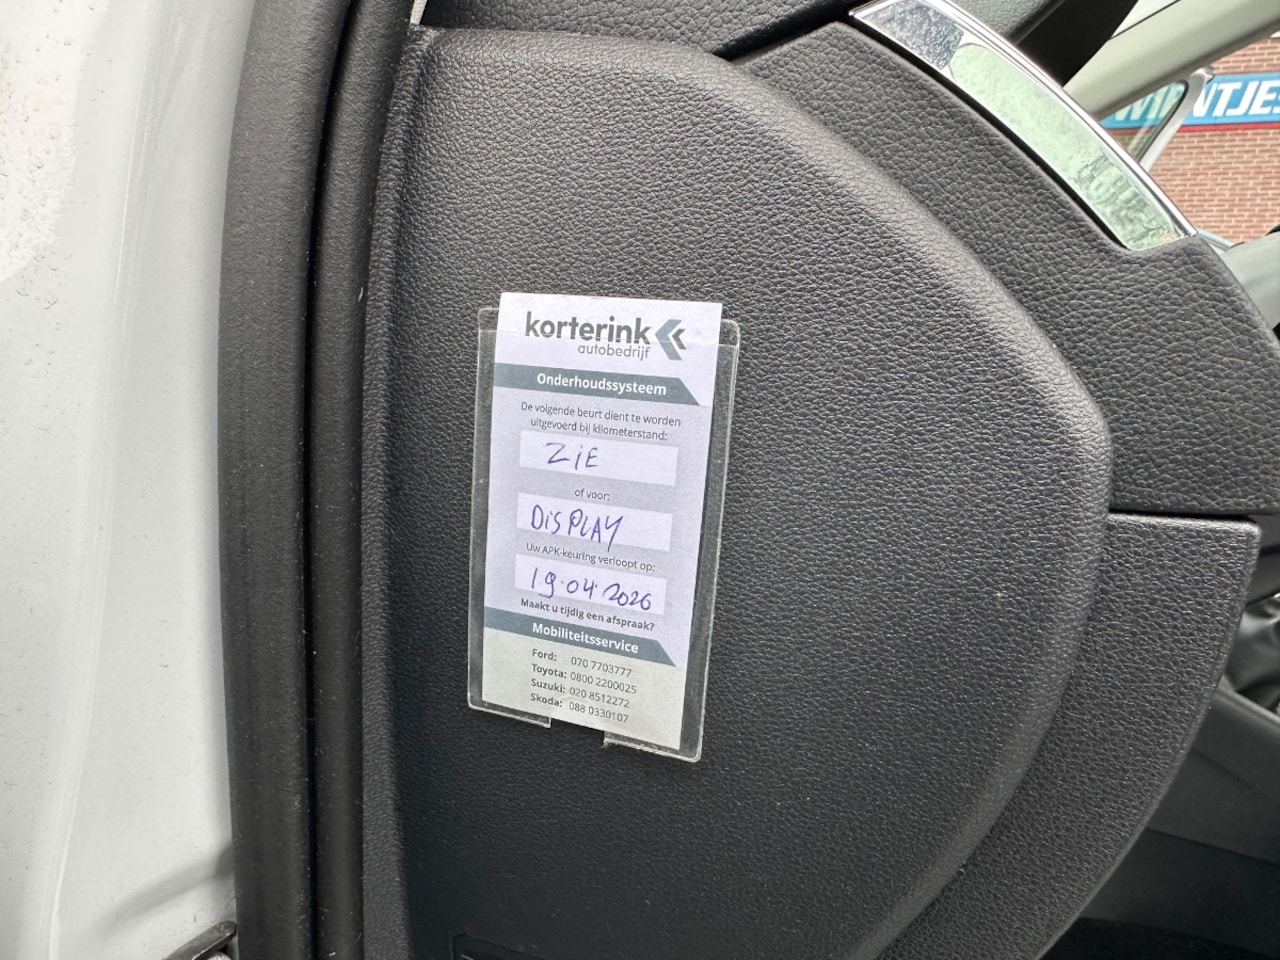 korterink
autobedrijf
Onderhoudssysteem
De volgende beurt dient te worden
uitgevoerd bij kilometerstand:
ZIE
of voor:
DISPLAY
Uw APK-keuring verloopt op:
19.04.2026
Maakt u tijdig een afspraak?
Mobiliteitsservice
Ford: 070 7703777
Toyota: 0800 2200025
Suzuki: 020 8512272
Skoda: 088 0330107